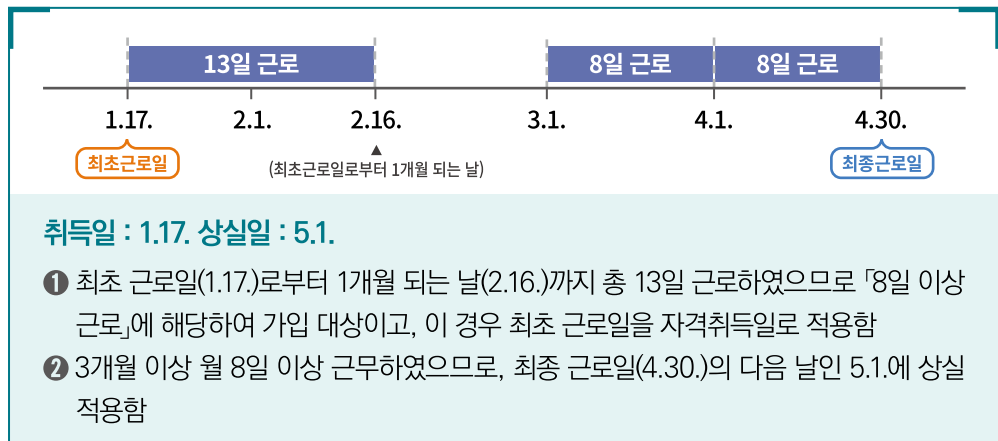 13일 근로 8일 근로 8일 근로
1.17. 2.1. 2.16. 3.1. 4.1. 4.30.
최초근로일 ▲ 최종근로일
(최초근로일로부터 1개월 되는 날)
취득일 : 1.17. 상실일 : 5.1.
❶ 최초 근로일(1.17.)로부터 1개월 되는 날(2.16.)까지 총 13일 근로하였으므로 「8일 이상
근로」에 해당하여 가입 대상이고, 이 경우 최초 근로일을 자격취득일로 적용함
❷ 3개월 이상 월 8일 이상 근무하였으므로, 최종 근로일(4.30.)의 다음 날인 5.1.에 상실
적용함